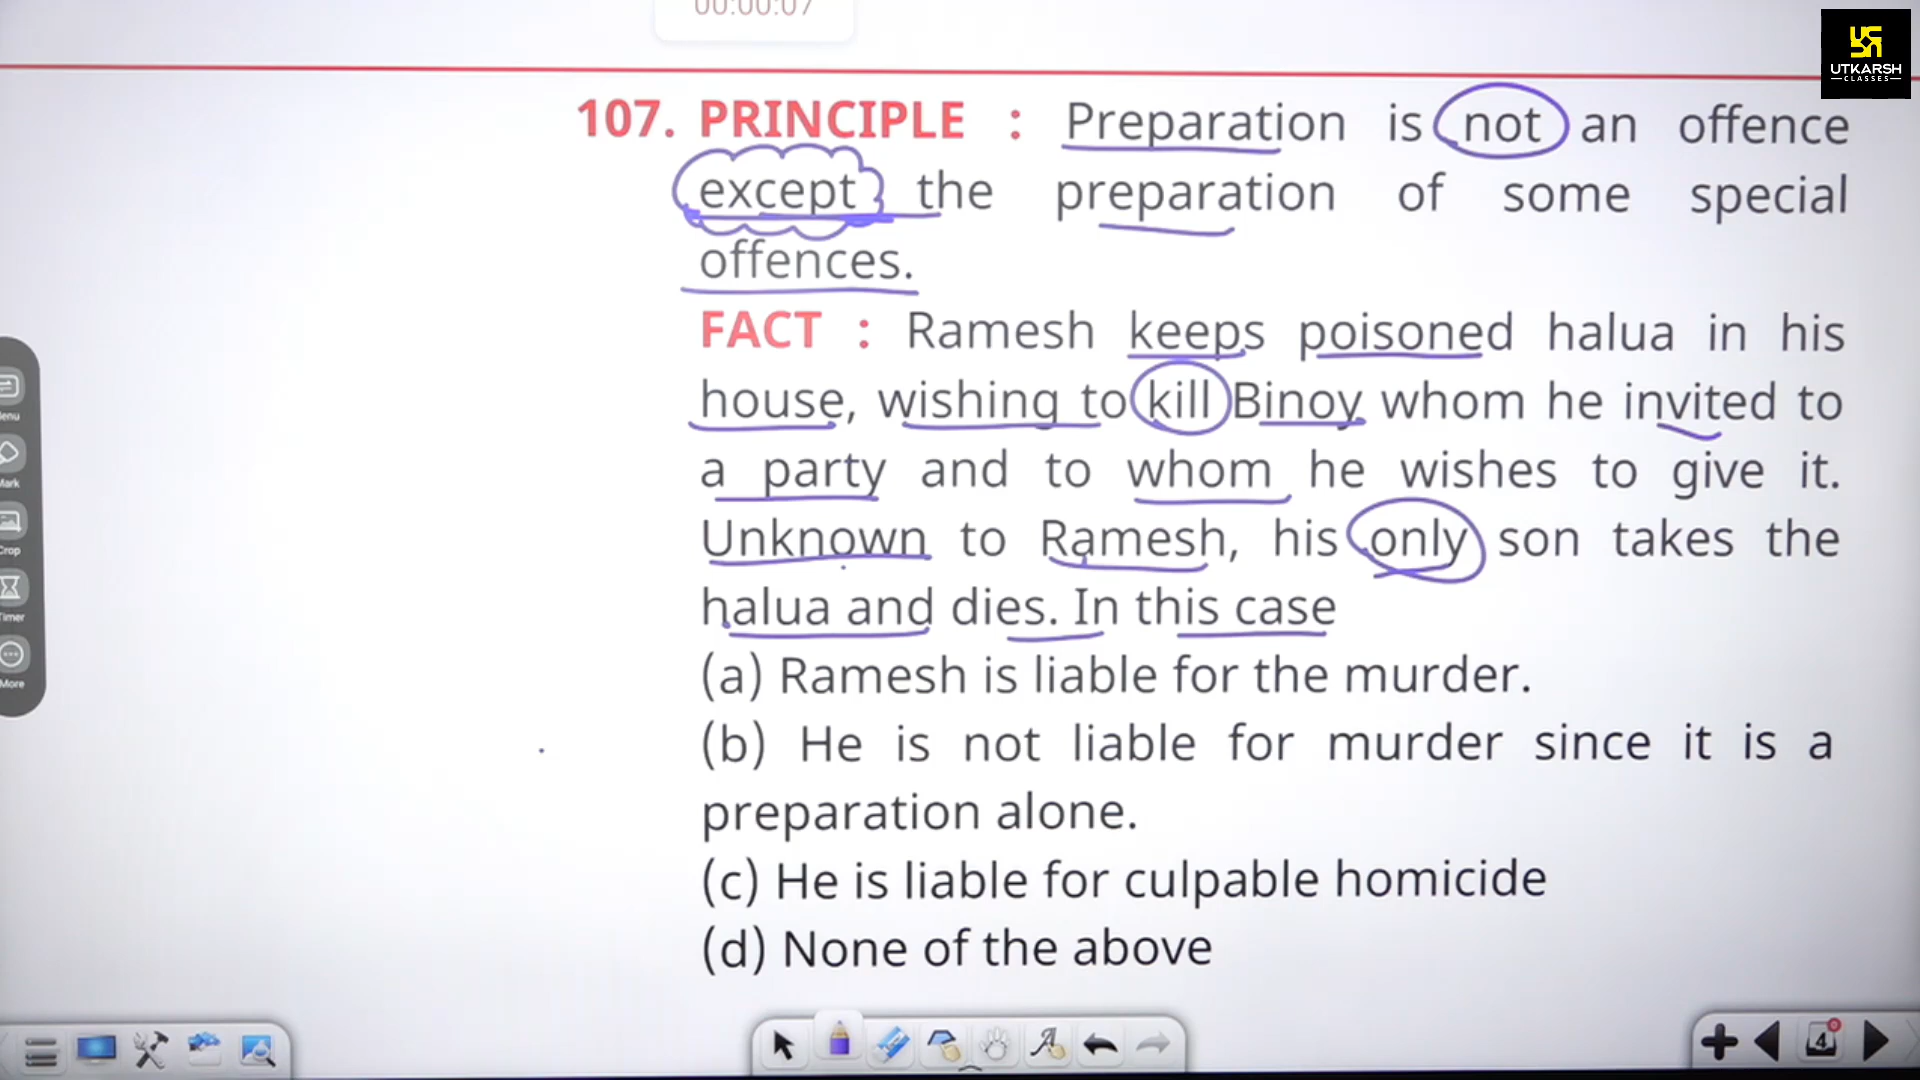 00:00:07
UTKARSH
CLASSES
107. PRINCIPLE : Preparation is not an offence
except the preparation of some special
offences.
FACT : Ramesh keeps poisoned halua in his
house, wishing to kill Binoy whom he invited to
a party and to whom he wishes to give it.
Unknown to Ramesh, his only son takes the
halua and dies. In this case
(a) Ramesh is liable for the murder.
(b) He is not liable for murder since it is a
preparation alone.
(c) He is liable for culpable homicide
(d) None of the above
enu
Mark
Crop
Timer
More
4